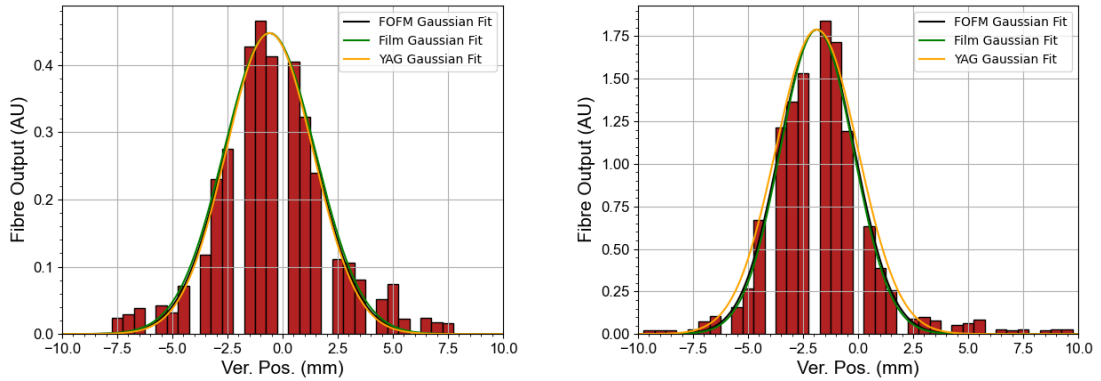 FOFM Gaussian Fit
Film Gaussian Fit
YAG Gaussian Fit
Fibre Output (AU)
0.4
0.3
0.2
0.1
0.0
−10.0 −7.5 −5.0 −2.5 0.0 2.5 5.0 7.5 10.0
Ver. Pos. (mm)
FOFM Gaussian Fit
Film Gaussian Fit
YAG Gaussian Fit
Fibre Output (AU)
1.75
1.50
1.25
1.00
0.75
0.50
0.25
0.00
−10.0 −7.5 −5.0 −2.5 0.0 2.5 5.0 7.5 10.0
Ver. Pos. (mm)